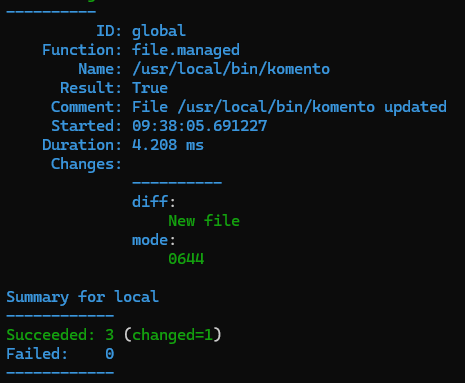 ----------
ID: global
Function: file.managed
Name: /usr/local/bin/komento
Result: True
Comment: File /usr/local/bin/komento updated
Started: 09:38:05.691227
Duration: 4.208 ms
Changes:
----------
diff:
New file
mode:
0644
Summary for local
------------
Succeeded: 3 (changed=1)
Failed:    0
------------